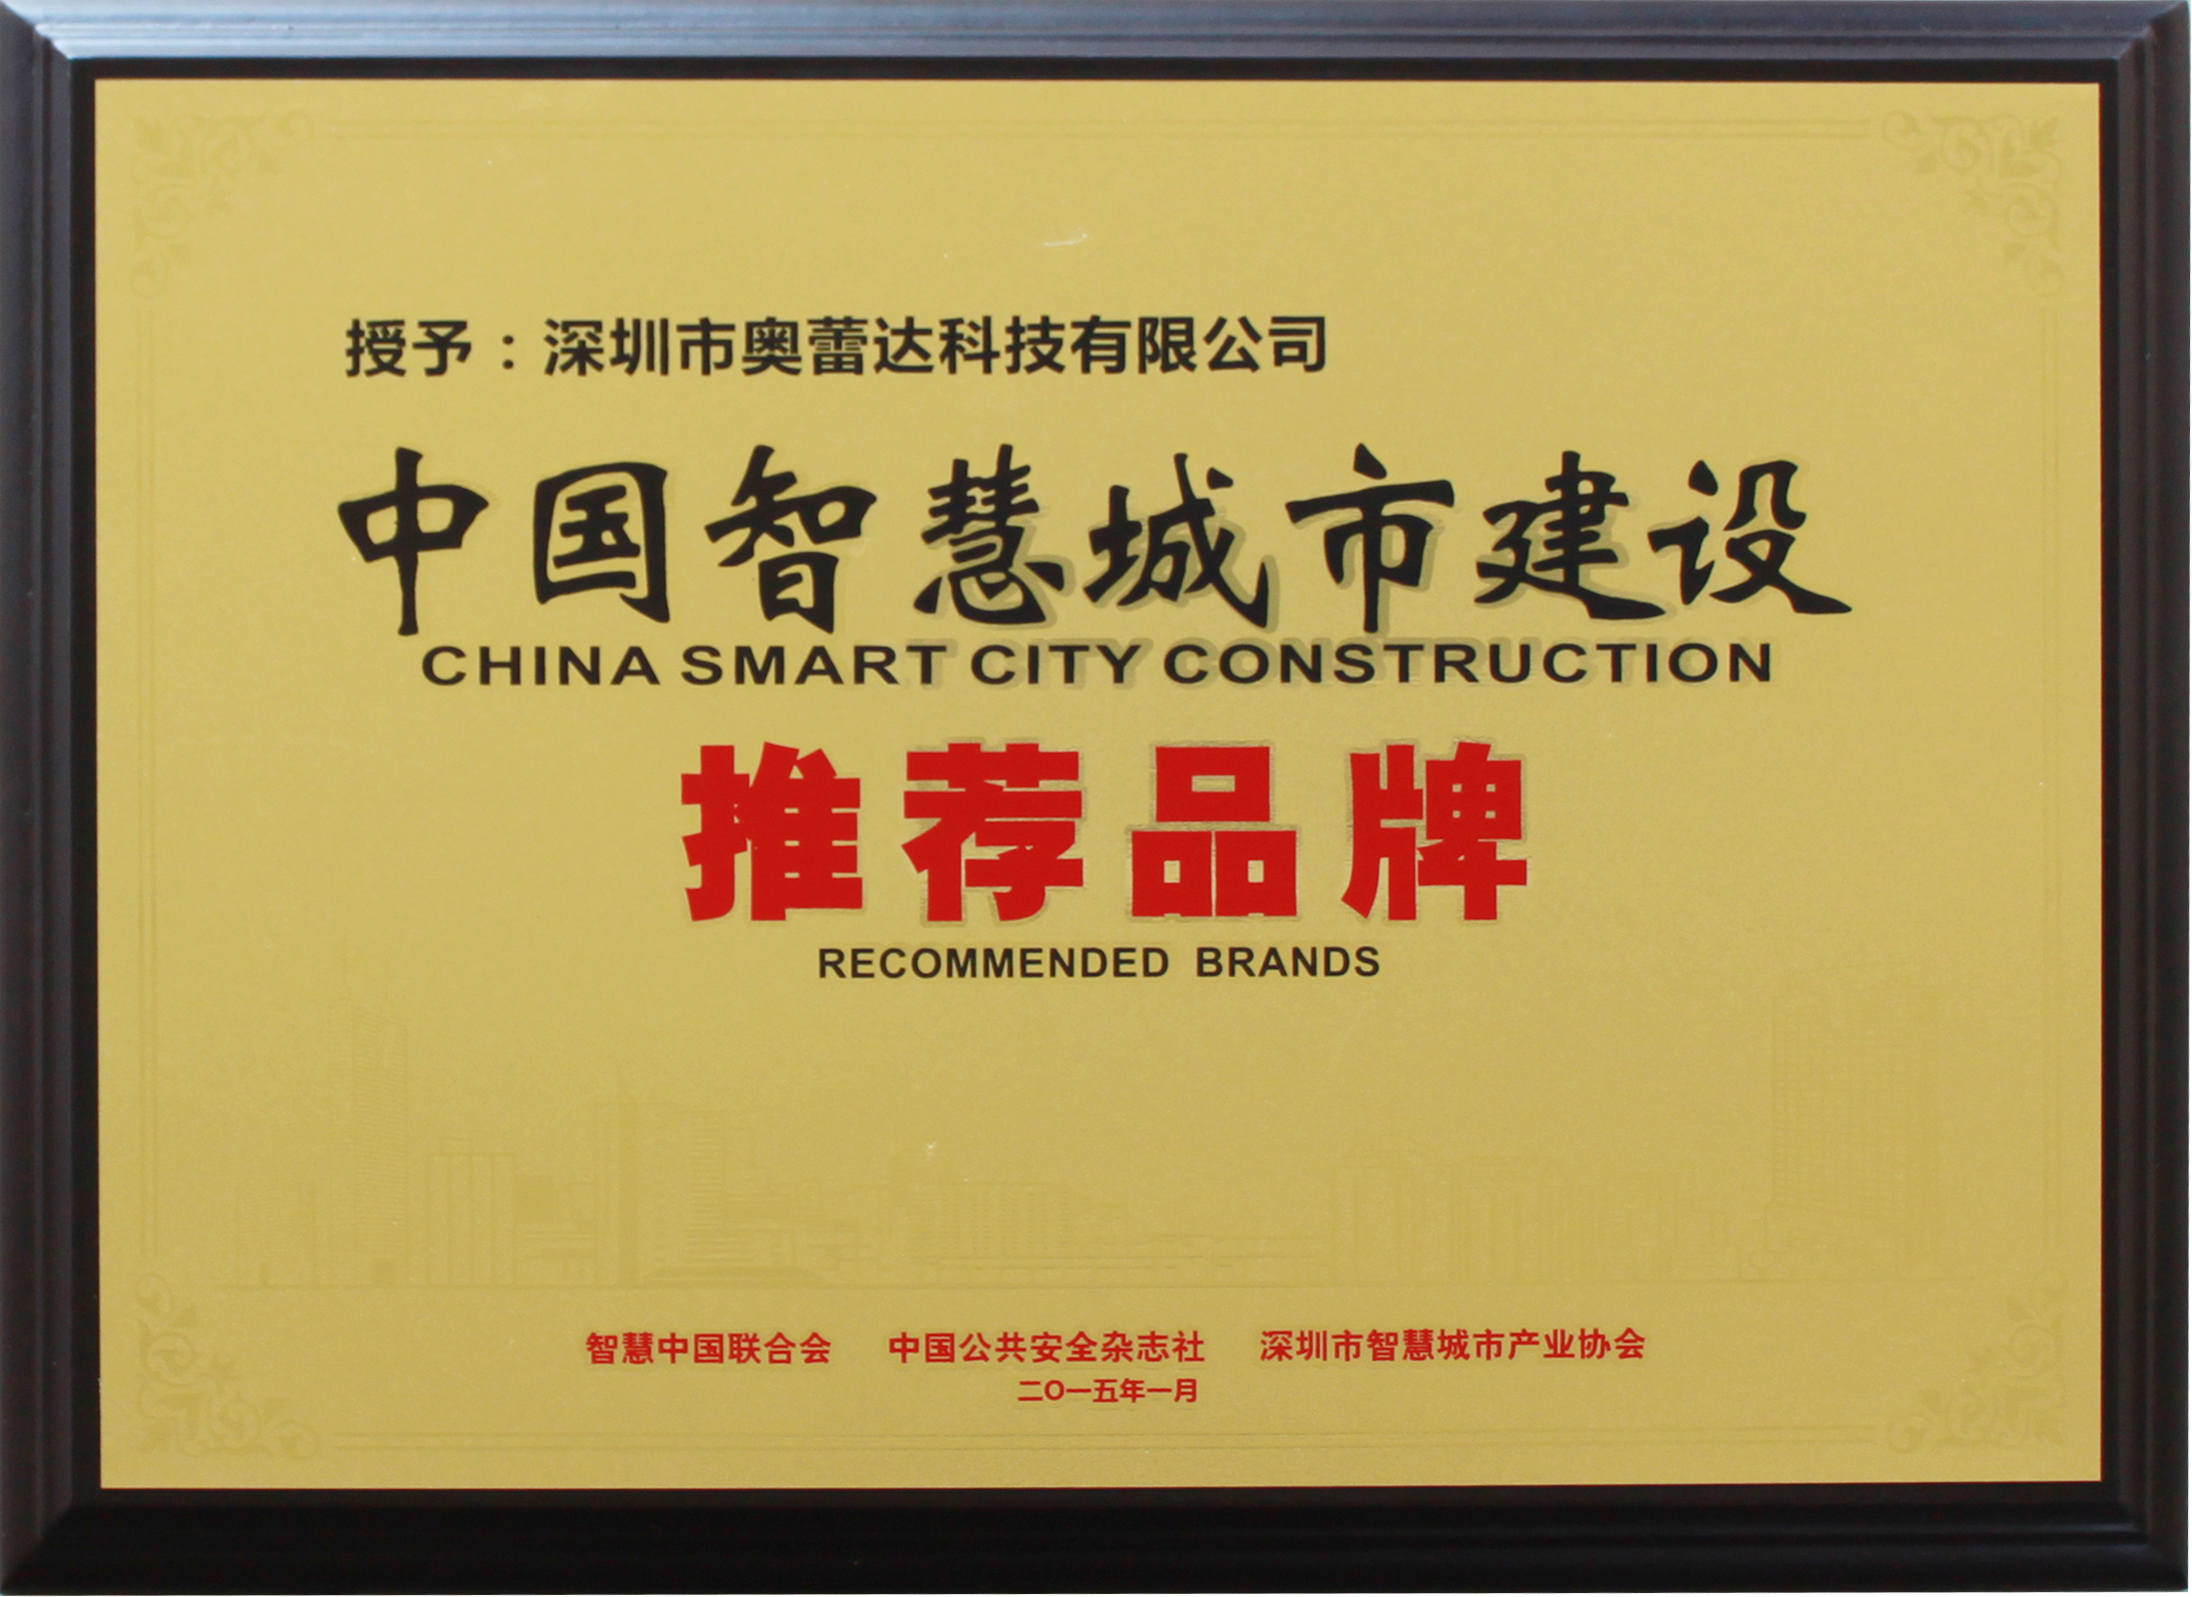 授予：深圳市奥蕾达科技有限公司
中国智慧城市建设
CHINA SMART CITY CONSTRUCTION
推荐品牌
RECOMMENDED BRANDS
智慧中国联合会 中国公共安全杂志社 深圳市智慧城市产业协会
二〇一五年一月